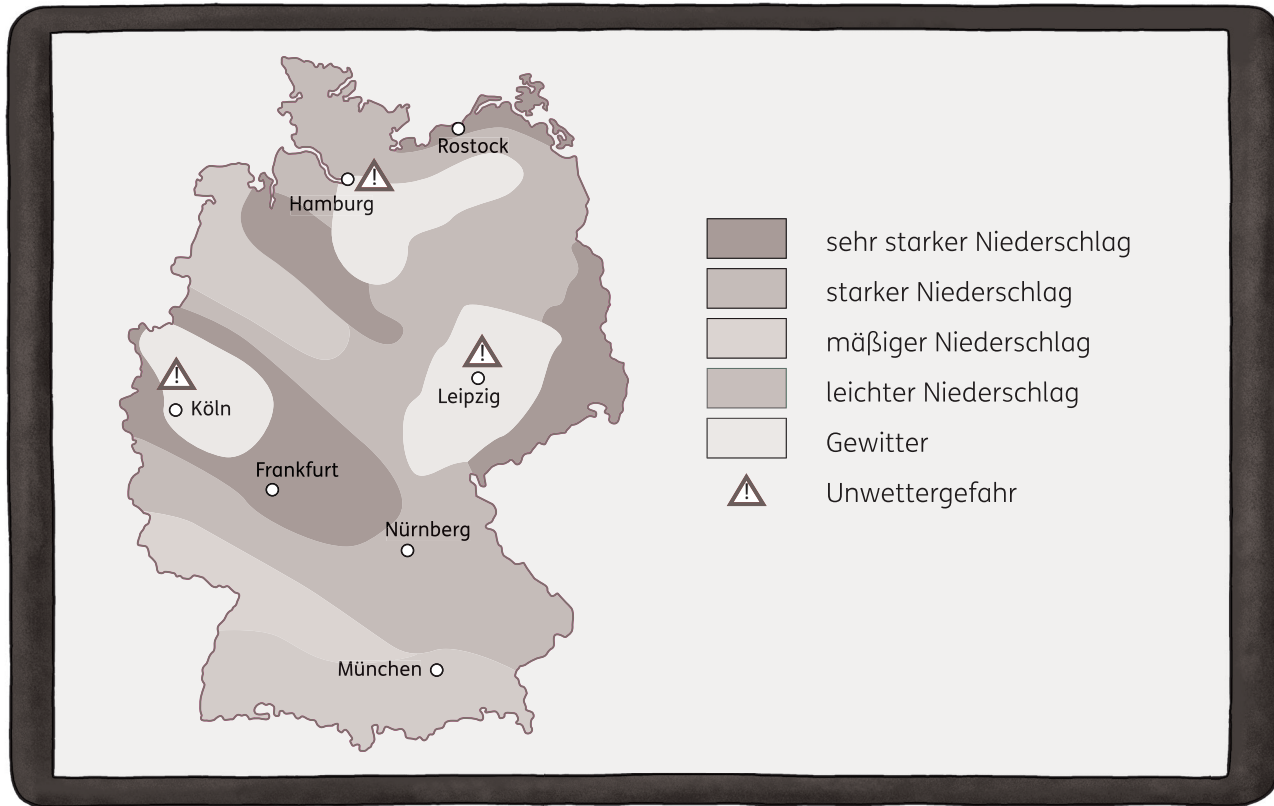 Rostock
!
Hamburg
!
Leipzig
!
Köln
Frankfurt
Nürnberg
München
sehr starker Niederschlag
starker Niederschlag
mäßiger Niederschlag
leichter Niederschlag
Gewitter
! Unwettergefahr